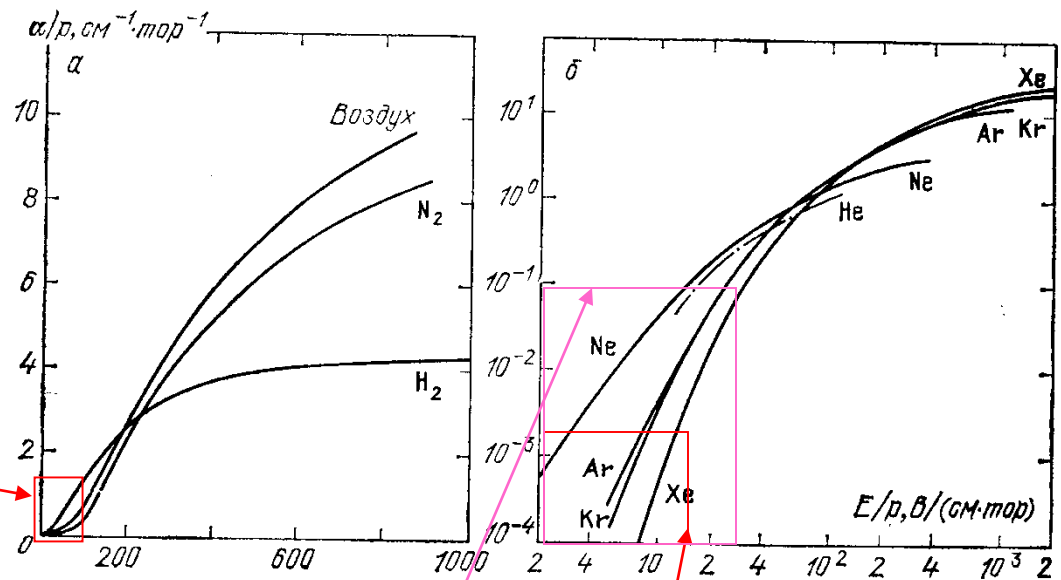 α/p, см⁻¹·тор⁻¹
а
10
8
6
4
2
0
200
600
1000
Воздух
N₂
H₂
б
10¹
10⁰
10⁻¹
10⁻²
10⁻³
10⁻⁴
Xe
Kr
Ar
Ne
He
Ne
Ar
Kr
Xe
E/p, В/(см·тор)
2 4 10 2 4 10² 2 4 10³ 2